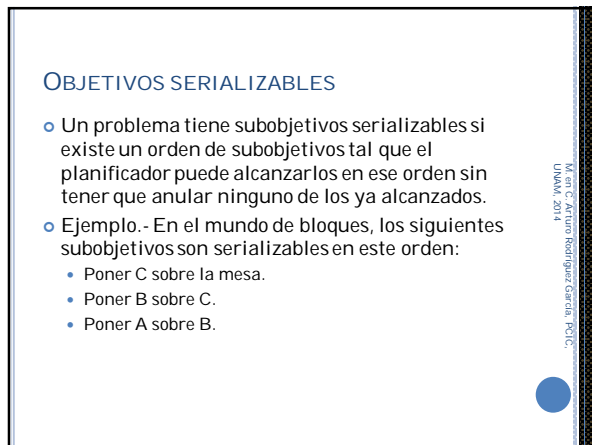 OBJETIVOS SERIALIZABLES
Un problema tiene subobjetivos serializables si
existe un orden de subobjetivos tal que el
planificador puede alcanzarlos en ese orden sin
tener que anular ninguno de los ya alcanzados.
Ejemplo.- En el mundo de bloques, los siguientes
subobjetivos son serializables en este orden:
Poner C sobre la mesa.
Poner B sobre C.
Poner A sobre B.
M. en C. Arturo Rodríguez García, PCIC,
UNAM, 2014